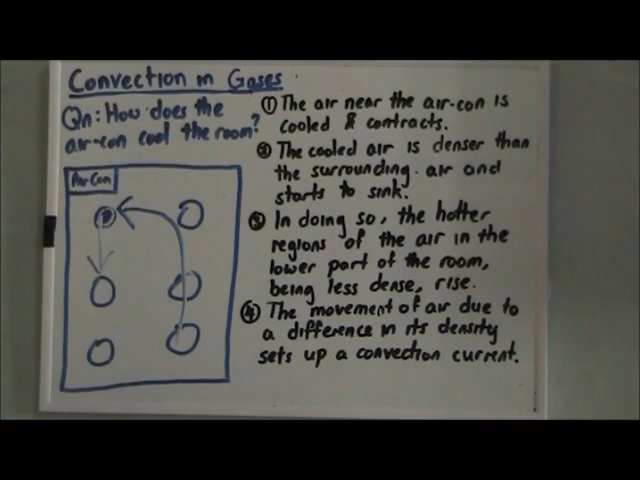 Convection in Gases
Qn: How does the
air-con cool the room?
Air Con
① The air near the air-con is
cooled & contracts.
② The cooled air is denser than
the surrounding. air and
starts to sink.
③ In doing so, the hotter
regions of the air in the
lower part of the room,
being less dense, rise.
④ The movement of air due to
a difference in its density
sets up a convection current.